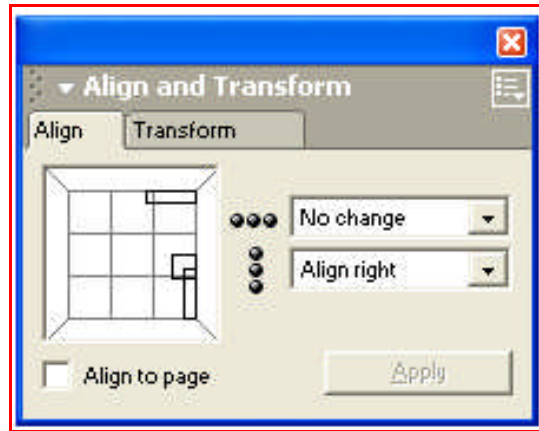 Align and Transform
Align Transform
No change
Align right
Align to page
Apply